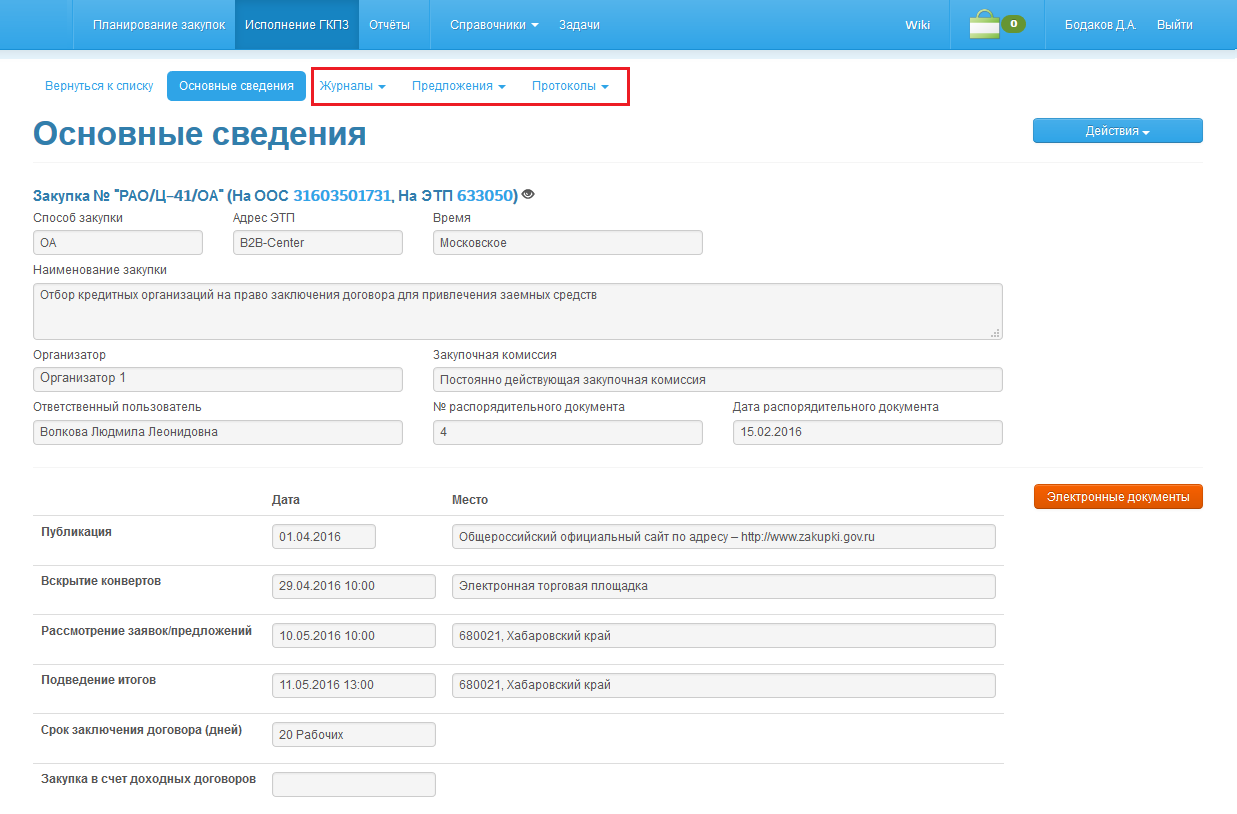 Планирование закупок Исполнение ГКПЗ Отчёты Справочники Задачи Wiki 0 Бодаков Д.А. Выйти
Вернуться к списку Основные сведения Журналы Предложения Протоколы
Основные сведения Действия
Закупка № "РАО/Ц–41/ОА" (На ООС 31603501731, На ЭТП 633050)
Способ закупки Адрес ЭТП Время
ОА B2B-Center Московское
Наименование закупки
Отбор кредитных организаций на право заключения договора для привлечения заемных средств
Организатор Закупочная комиссия
Организатор 1 Постоянно действующая закупочная комиссия
Ответственный пользователь № распорядительного документа Дата распорядительного документа
Волкова Людмила Леонидовна 4 15.02.2016
Дата Место Электронные документы
Публикация 01.04.2016 Общероссийский официальный сайт по адресу – http://www.zakupki.gov.ru
Вскрытие конвертов 29.04.2016 10:00 Электронная торговая площадка
Рассмотрение заявок/предложений 10.05.2016 10:00 680021, Хабаровский край
Подведение итогов 11.05.2016 13:00 680021, Хабаровский край
Срок заключения договора (дней) 20 Рабочих
Закупка в счет доходных договоров